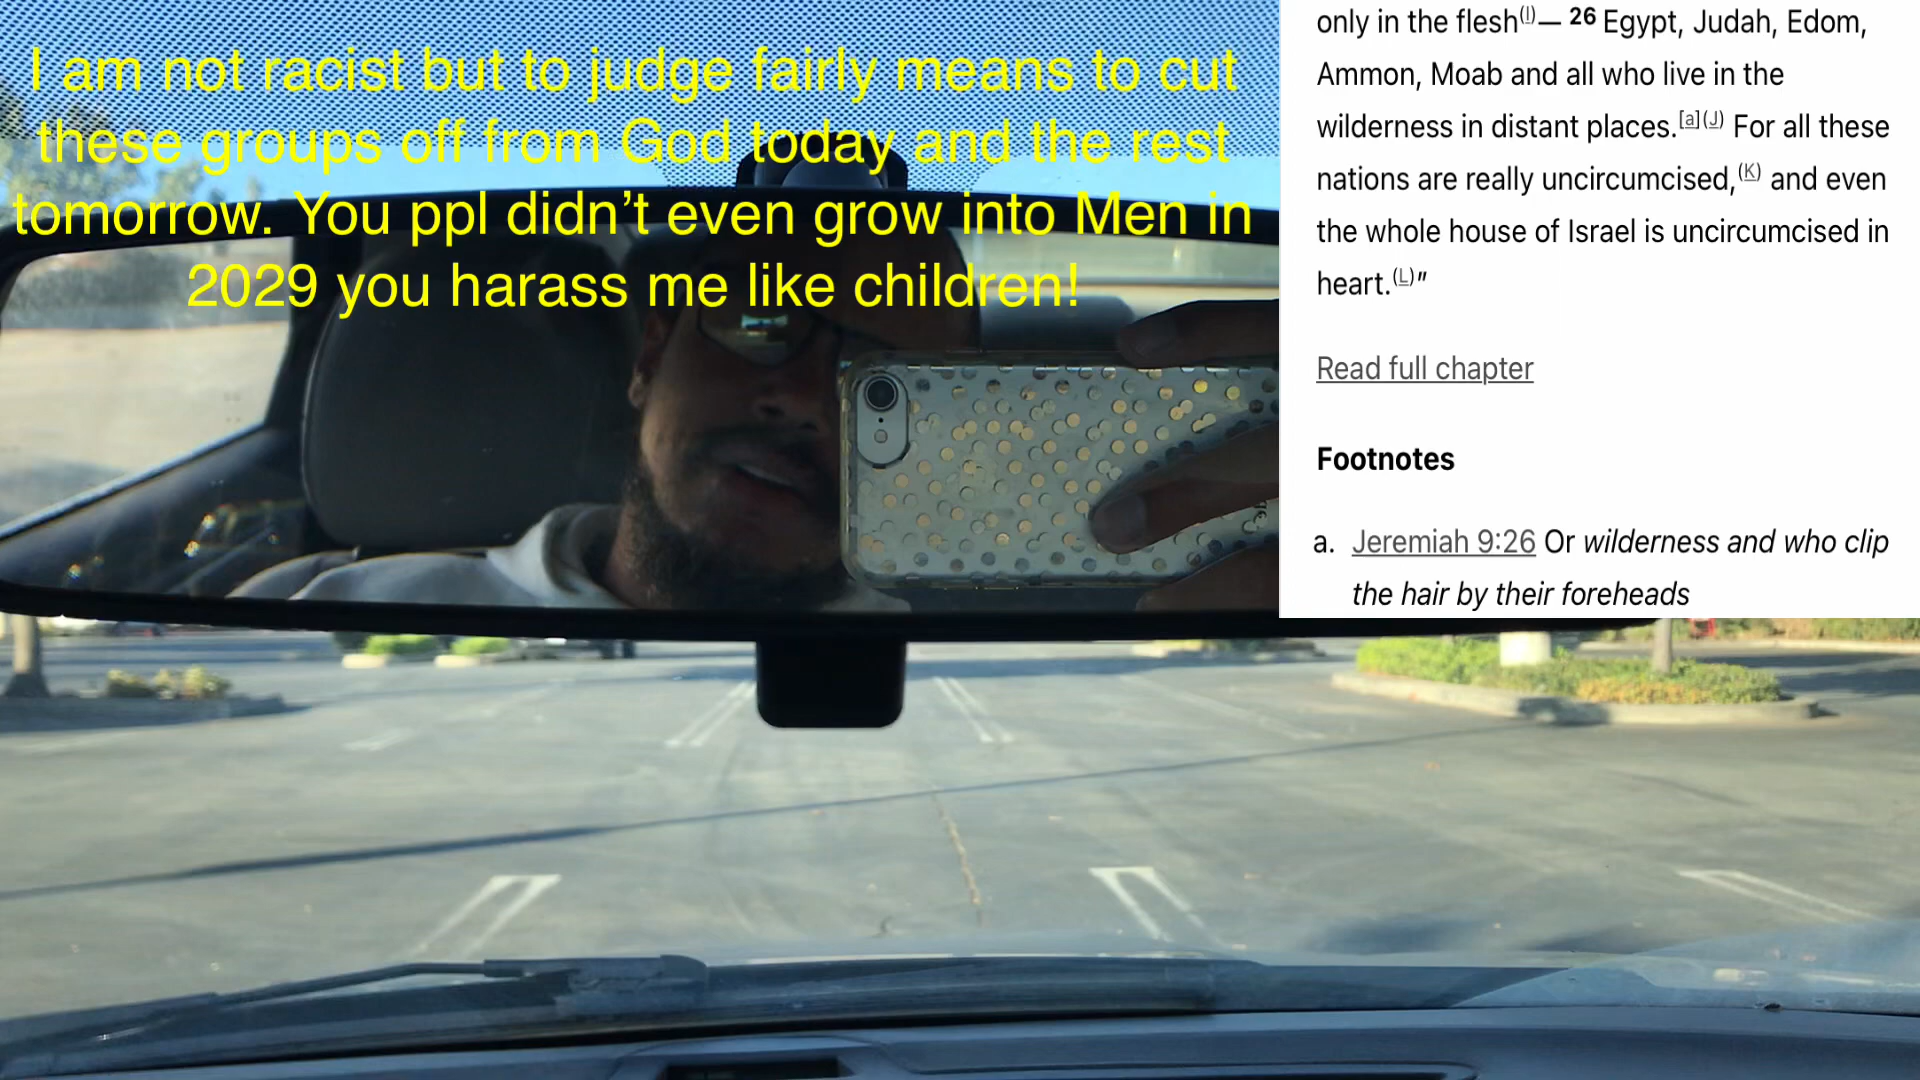 I am not racist but to judge fairly means to cut
these groups off from God today and the rest
tomorrow. You ppl didn’t even grow into Men in
2029 you harass me like children!
only in the flesh(I)— 26 Egypt, Judah, Edom,
Ammon, Moab and all who live in the
wilderness in distant places.[a](J) For all these
nations are really uncircumcised,(K) and even
the whole house of Israel is uncircumcised in
heart.(L)”
Read full chapter
Footnotes
a. Jeremiah 9:26 Or wilderness and who clip
the hair by their foreheads